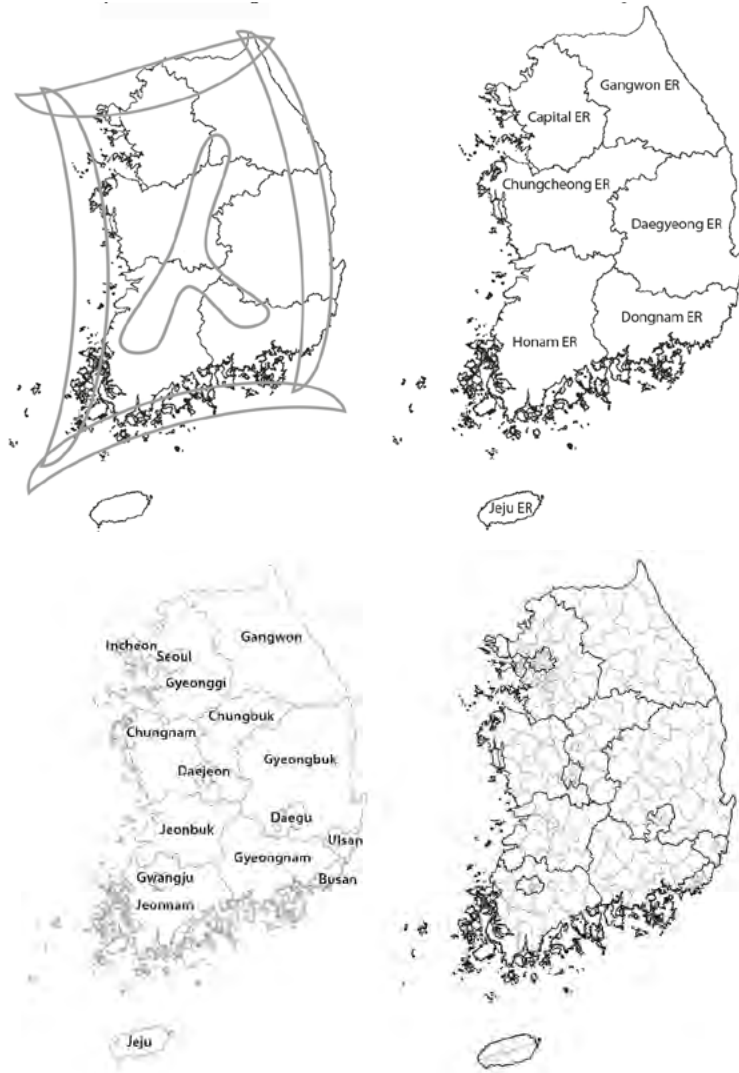 Gangwon ER
Capital ER
Chungcheong ER
Daegyeong ER
Dongnam ER
Honam ER
Jeju ER
Incheon
Seoul
Gangwon
Gyeonggi
Chungbuk
Chungnam
Gyeongbuk
Daejeon
Daegu
Jeonbuk
Ulsan
Gyeongnam
Gwangju
Busan
Jeonnam
Jeju